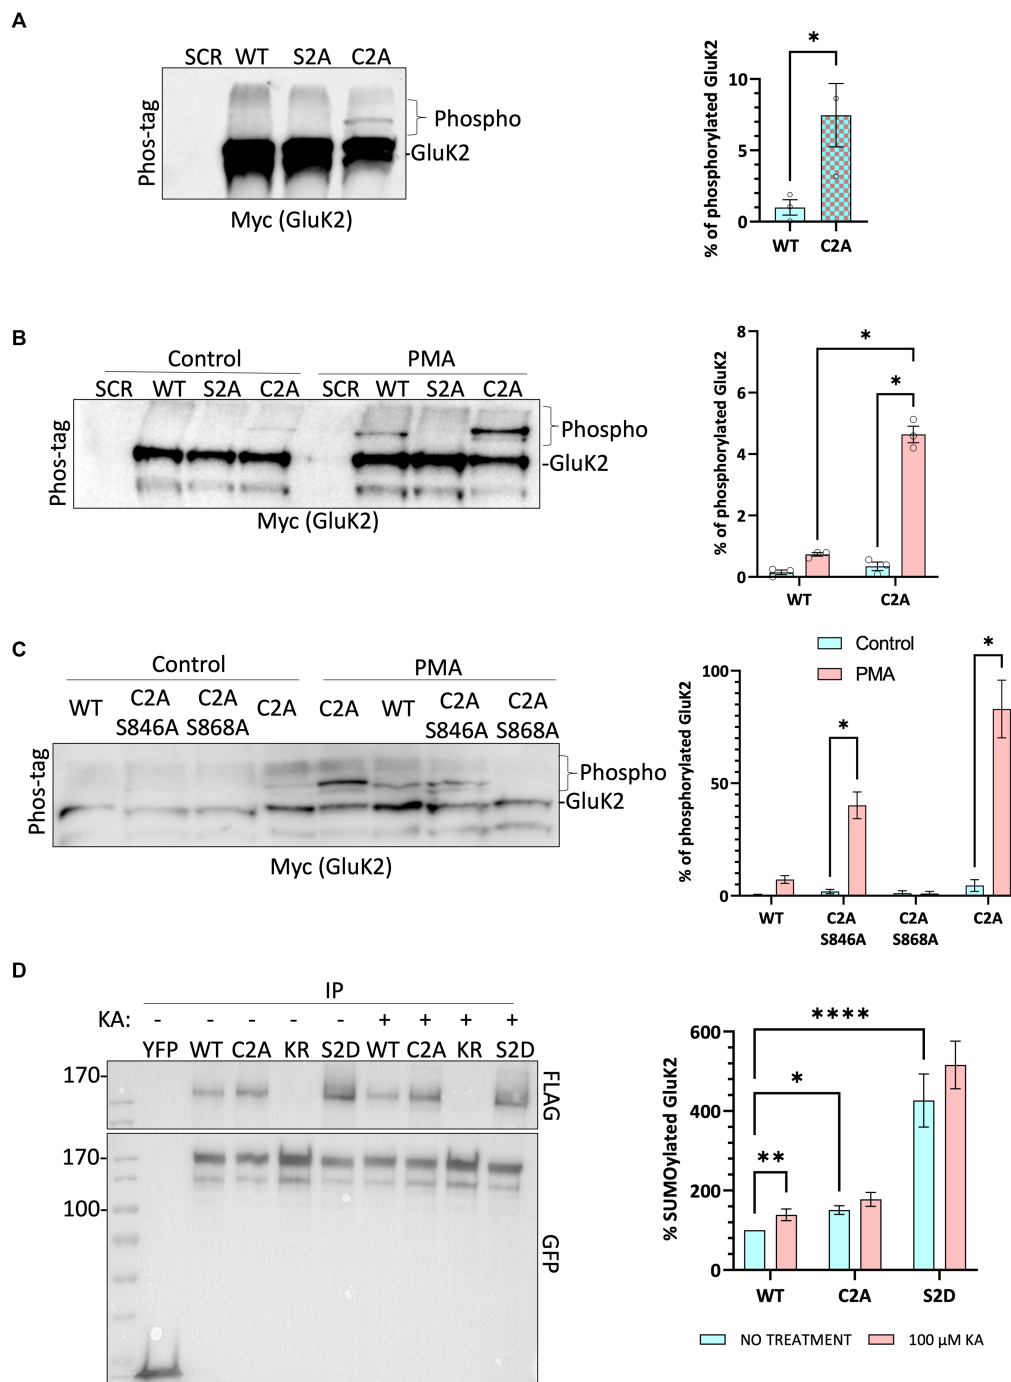 A
SCR WT S2A C2A
Phos-tag
Phospho
-GluK2
Myc (GluK2)
% of phosphorylated GluK2
10
5
0
*
WT C2A
B
Control PMA
SCR WT S2A C2A SCR WT S2A C2A
Phos-tag
Phospho
-GluK2
Myc (GluK2)
% of phosphorylated GluK2
8
6
4
2
0
*
*
WT C2A
C
Control PMA
WT C2A S846A C2A S868A C2A C2A WT C2A S846A C2A S868A
Phos-tag
Phospho
-GluK2
Myc (GluK2)
Control
PMA
% of phosphorylated GluK2
100
50
0
*
*
WT C2A C2A C2A
S846A S868A
D
IP
KA: - - - - - + + + +
YFP WT C2A KR S2D WT C2A KR S2D
170-
FLAG
170-
100-
GFP
% SUMOylated GluK2
600
400
200
0
****
*
**
WT C2A S2D
NO TREATMENT 100 µM KA